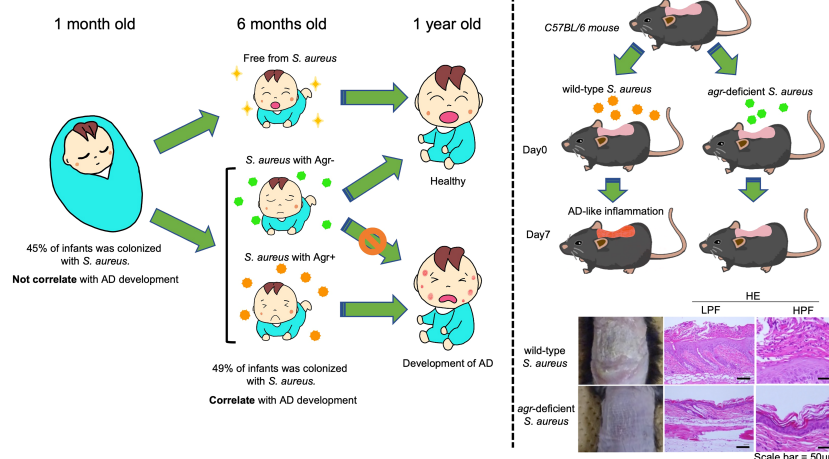 1 month old
6 months old
1 year old
Free from S. aureus
S. aureus with Agr-
Healthy
45% of infants was colonized
with S. aureus.
Not correlate with AD development
S. aureus with Agr+
Development of AD
49% of infants was colonized
with S. aureus.
Correlate with AD development
C57BL/6 mouse
wild-type S. aureus
agr-deficient S. aureus
Day0
AD-like inflammation
Day7
HE
LPF
HPF
wild-type
S. aureus
agr-deficient
S. aureus
Scale bar = 50u